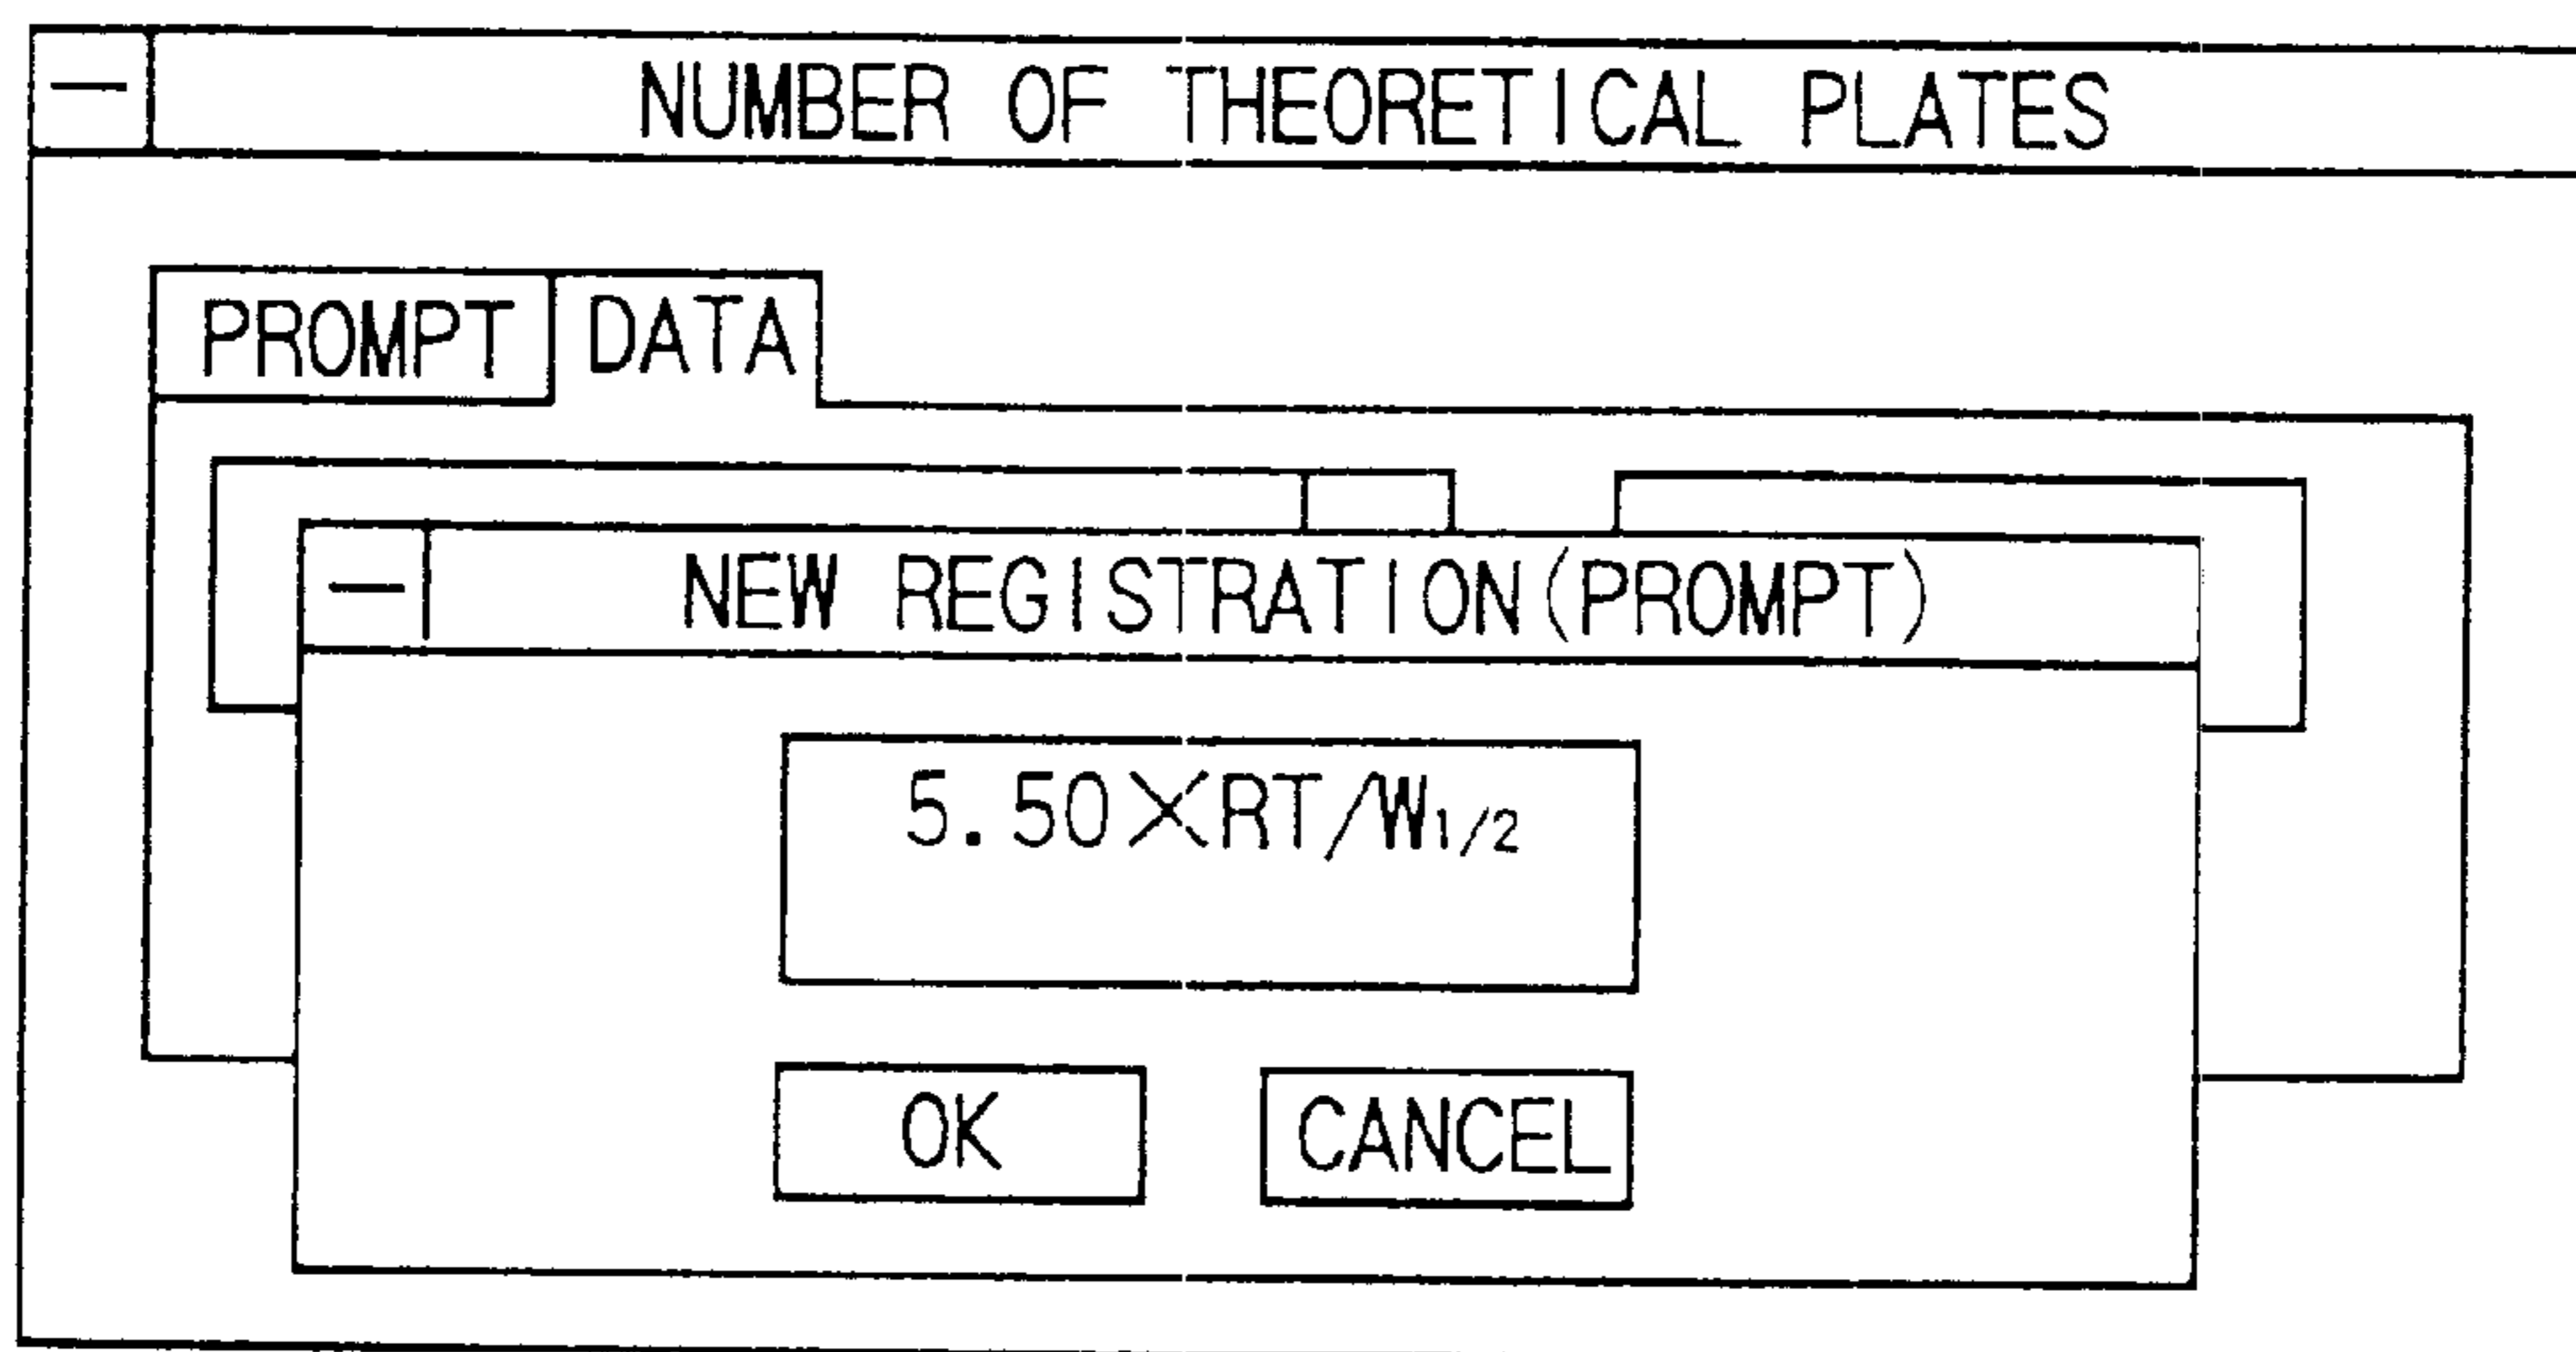 NUMBER OF THEORETICAL PLATES
PROMPT DATA
NEW REGISTRATION(PROMPT)
5.50×RT/W1/2
OK CANCEL